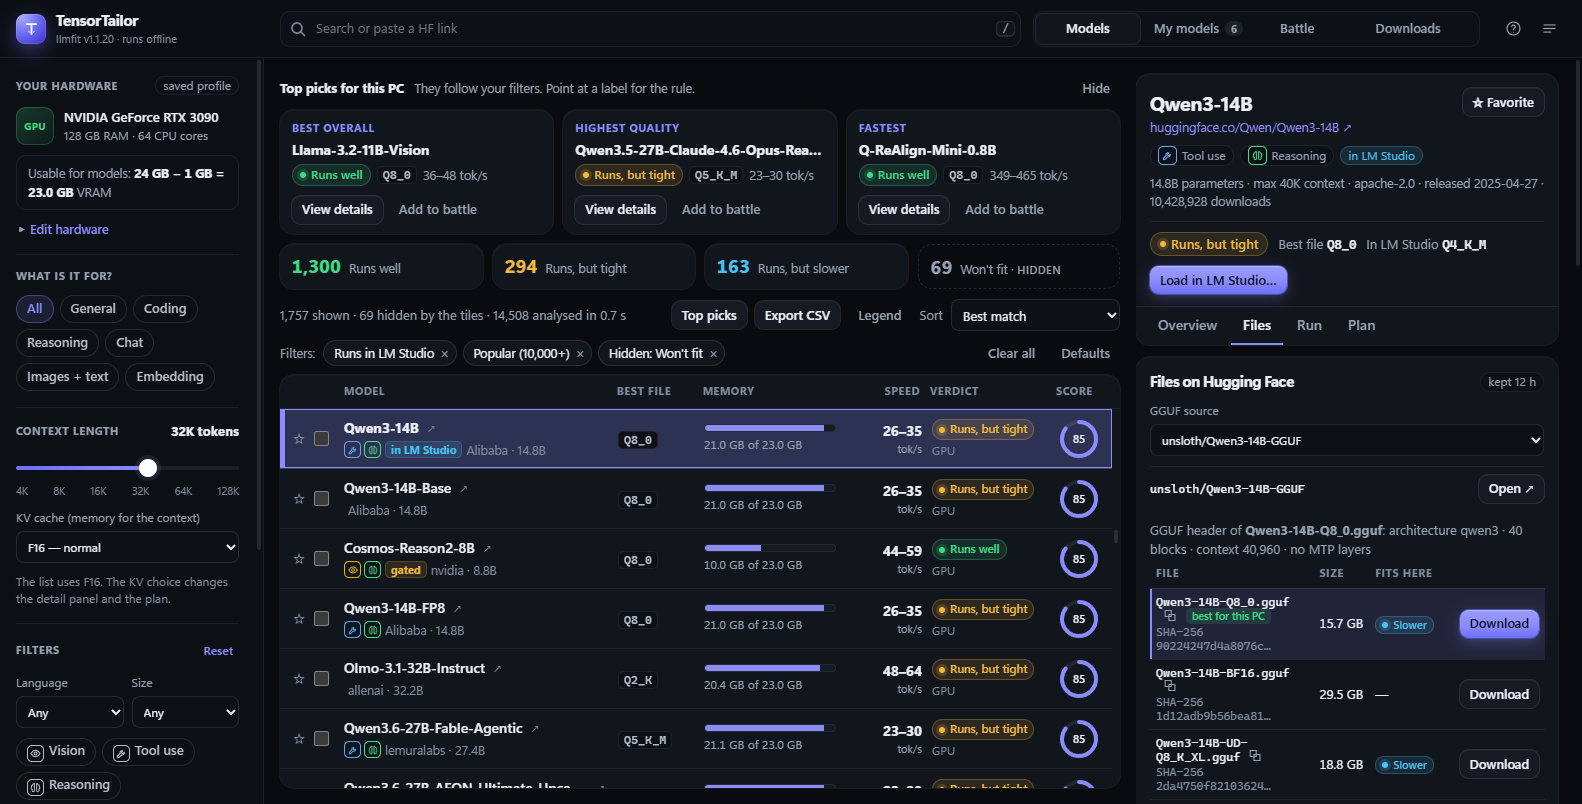 TensorTailor
llmfit v1.1.20 · runs offline
Search or paste a HF link
/
Models
My models 6
Battle
Downloads
YOUR HARDWARE
saved profile
GPU
NVIDIA GeForce RTX 3090
128 GB RAM · 64 CPU cores
Usable for models: 24 GB − 1 GB =
23.0 GB VRAM
▸ Edit hardware
WHAT IS IT FOR?
All
General
Coding
Reasoning
Chat
Images + text
Embedding
CONTEXT LENGTH
32K tokens
4K 8K 16K 32K 64K 128K
KV cache (memory for the context)
F16 — normal
The list uses F16. The KV choice changes
the detail panel and the plan.
FILTERS
Reset
Language
Size
Any
Any
Vision
Tool use
Reasoning
Top picks for this PC They follow your filters. Point at a label for the rule.
Hide
BEST OVERALL
Llama-3.2-11B-Vision
Runs well Q8_0 36–48 tok/s
View details
Add to battle
HIGHEST QUALITY
Qwen3.5-27B-Claude-4.6-Opus-Rea...
Runs, but tight Q5_K_M 23–30 tok/s
View details
Add to battle
FASTEST
Q-ReAlign-Mini-0.8B
Runs well Q8_0 349–465 tok/s
View details
Add to battle
1,300 Runs well
294 Runs, but tight
163 Runs, but slower
69 Won't fit · HIDDEN
1,757 shown · 69 hidden by the tiles · 14,508 analysed in 0.7 s
Top picks
Export CSV
Legend
Sort
Best match
Filters:
Runs in LM Studio ×
Popular (10,000+) ×
Hidden: Won't fit ×
Clear all
Defaults
MODEL
BEST FILE
MEMORY
SPEED
VERDICT
SCORE
☆ Qwen3-14B ↗
in LM Studio Alibaba · 14.8B
Q8_0
21.0 GB of 23.0 GB
26–35
tok/s
Runs, but tight
GPU
85
☆ Qwen3-14B-Base ↗
Alibaba · 14.8B
Q8_0
21.0 GB of 23.0 GB
26–35
tok/s
Runs, but tight
GPU
85
☆ Cosmos-Reason2-8B ↗
gated nvidia · 8.8B
Q8_0
10.0 GB of 23.0 GB
44–59
tok/s
Runs well
GPU
85
☆ Qwen3-14B-FP8 ↗
Alibaba · 14.8B
Q8_0
21.0 GB of 23.0 GB
26–35
tok/s
Runs, but tight
GPU
85
☆ Olmo-3.1-32B-Instruct ↗
allenai · 32.2B
Q2_K
20.4 GB of 23.0 GB
48–64
tok/s
Runs, but tight
GPU
85
☆ Qwen3.6-27B-Fable-Agentic ↗
lemuralabs · 27.4B
Q5_K_M
21.1 GB of 23.0 GB
23–30
tok/s
Runs, but tight
GPU
85
Qwen3-14B
☆ Favorite
huggingface.co/Qwen/Qwen3-14B ↗
Tool use
Reasoning
in LM Studio
14.8B parameters · max 40K context · apache-2.0 · released 2025-04-27 ·
10,428,928 downloads
Runs, but tight Best file Q8_0 In LM Studio Q4_K_M
Load in LM Studio...
Overview
Files
Run
Plan
Files on Hugging Face
kept 12 h
GGUF source
unsloth/Qwen3-14B-GGUF
unsloth/Qwen3-14B-GGUF
Open ↗
GGUF header of Qwen3-14B-Q8_0.gguf: architecture qwen3 · 40
blocks · context 40,960 · no MTP layers
FILE
SIZE
FITS HERE
Qwen3-14B-Q8_0.gguf
best for this PC
SHA-256
90224247d4a8076c…
15.7 GB
Slower
Download
Qwen3-14B-BF16.gguf
SHA-256
1d12adb9b56bea81…
29.5 GB
—
Download
Qwen3-14B-UD-
Q8_K_XL.gguf
SHA-256
2da4750f82103624…
18.8 GB
Slower
Download